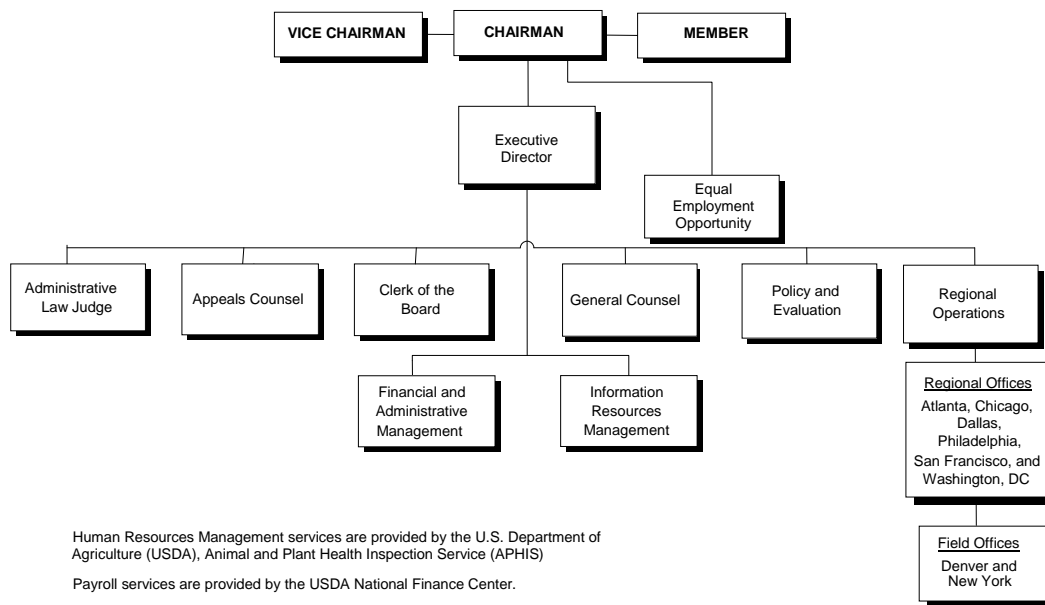 VICE CHAIRMAN
CHAIRMAN
MEMBER
Executive
Director
Equal
Employment
Opportunity
Administrative
Law Judge
Appeals Counsel
Clerk of the
Board
General Counsel
Policy and
Evaluation
Regional
Operations
Financial and
Administrative
Management
Information
Resources
Management
Regional Offices
Atlanta, Chicago,
Dallas,
Philadelphia,
San Francisco, and
Washington, DC
Field Offices
Denver and
New York
Human Resources Management services are provided by the U.S. Department of
Agriculture (USDA), Animal and Plant Health Inspection Service (APHIS)
Payroll services are provided by the USDA National Finance Center.